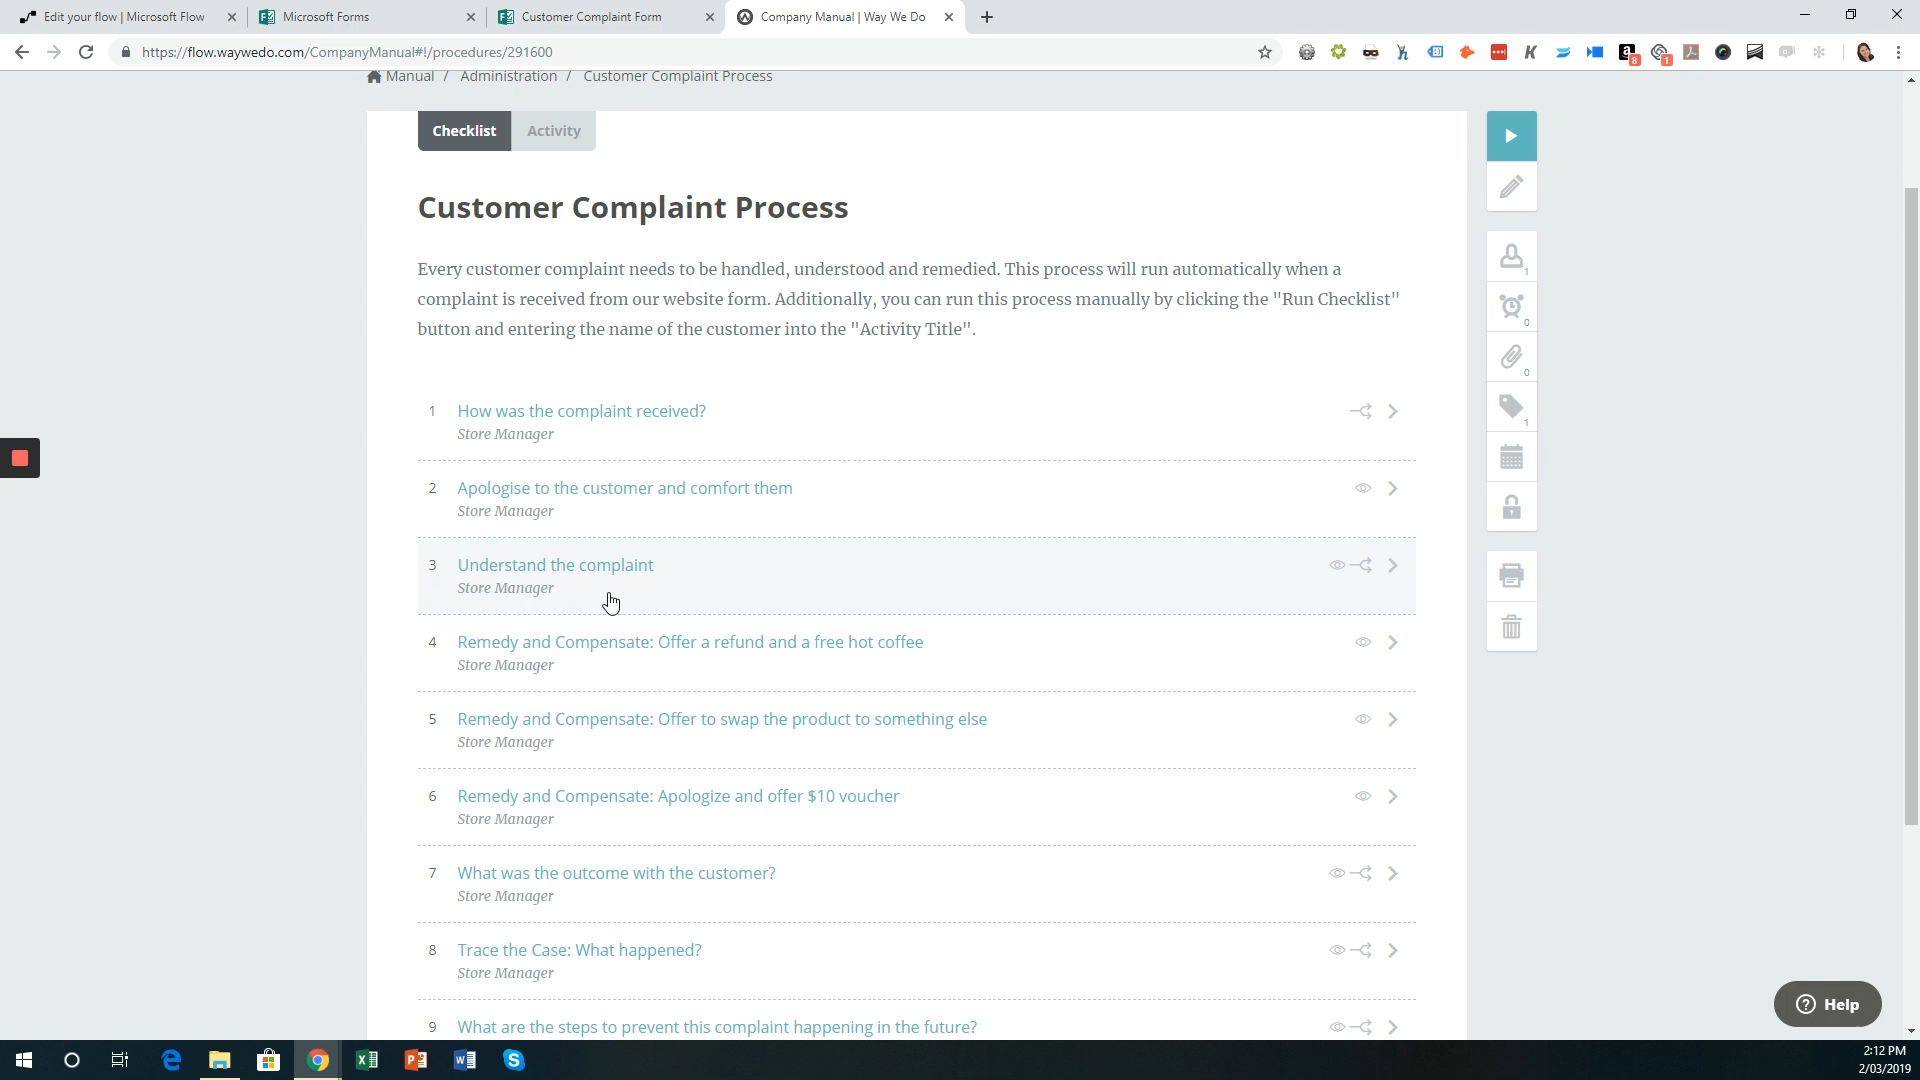 Edit your flow | Microsoft Flow
Microsoft Forms
Customer Complaint Form
Company Manual | Way We Do
https://flow.waywedo.com/CompanyManual#!/procedures/291600
8
1
Manual / Administration / Customer Complaint Process
Checklist
Activity
Customer Complaint Process
Every customer complaint needs to be handled, understood and remedied. This process will run automatically when a
complaint is received from our website form. Additionally, you can run this process manually by clicking the "Run Checklist"
button and entering the name of the customer into the "Activity Title".
1 How was the complaint received?
Store Manager
2 Apologise to the customer and comfort them
Store Manager
3 Understand the complaint
Store Manager
4 Remedy and Compensate: Offer a refund and a free hot coffee
Store Manager
5 Remedy and Compensate: Offer to swap the product to something else
Store Manager
6 Remedy and Compensate: Apologize and offer $10 voucher
Store Manager
7 What was the outcome with the customer?
Store Manager
8 Trace the Case: What happened?
Store Manager
9 What are the steps to prevent this complaint happening in the future?
1
0
0
1
Help
2:12 PM
2/03/2019